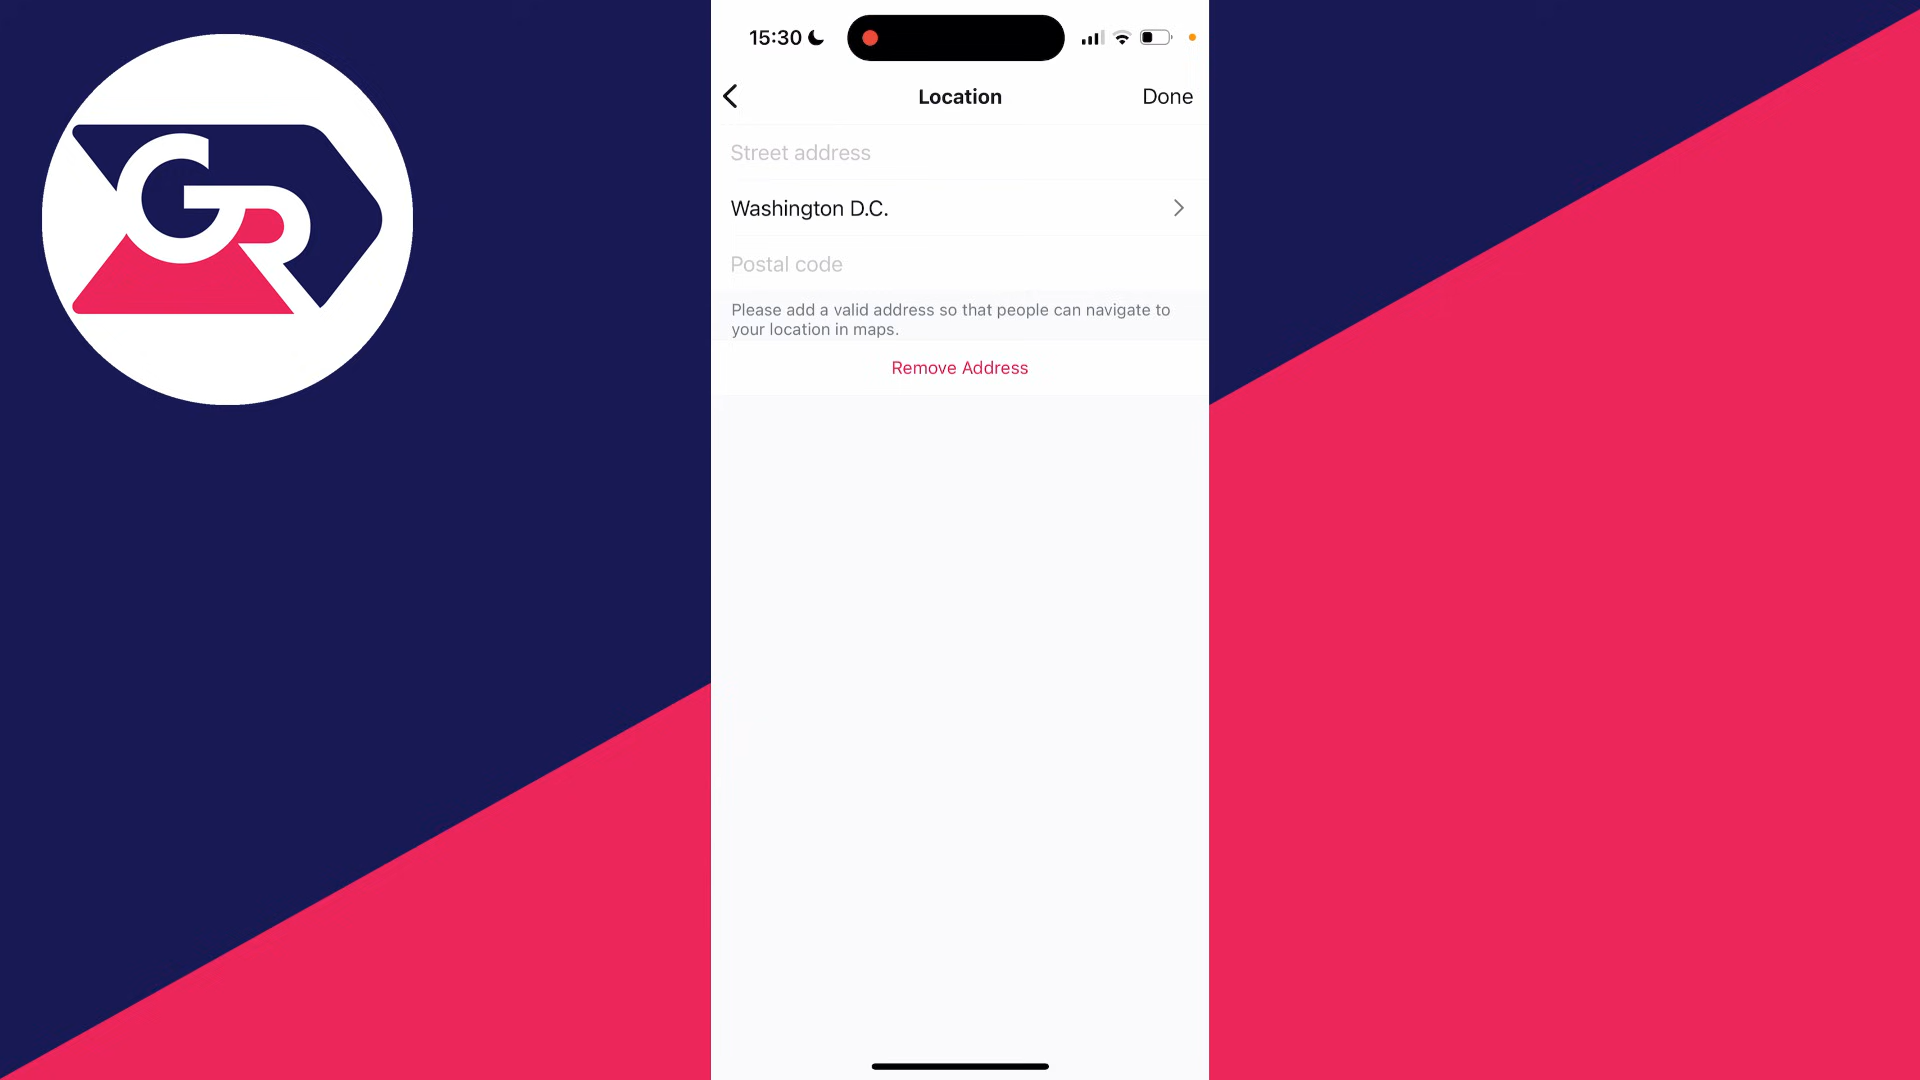 GR
15:30
Location
Done
Street address
Washington D.C.
Postal code
Please add a valid address so that people can navigate to
your location in maps.
Remove Address